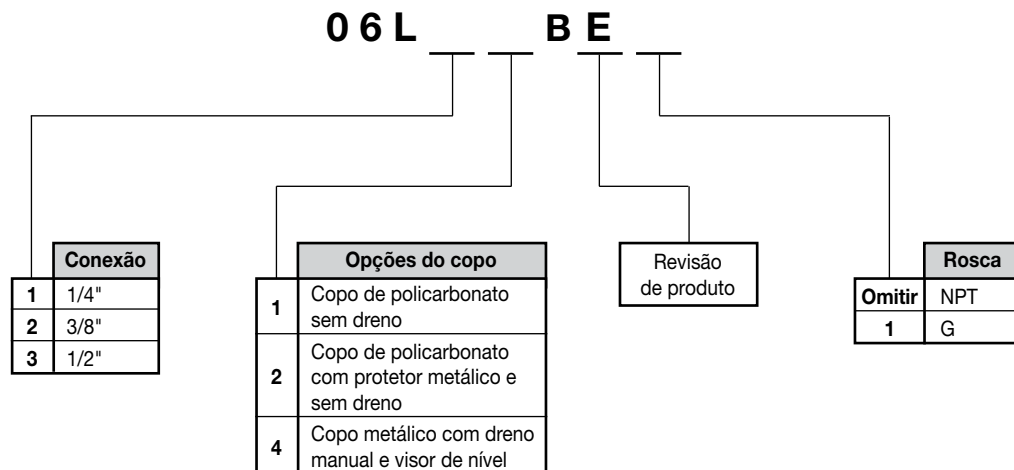 06L BE
Conexão
1 1/4"
2 3/8"
3 1/2"
Opções do copo
1 Copo de policarbonato
sem dreno
2 Copo de policarbonato
com protetor metálico e
sem dreno
4 Copo metálico com dreno
manual e visor de nível
Revisão
de produto
Rosca
Omitir NPT
1 G